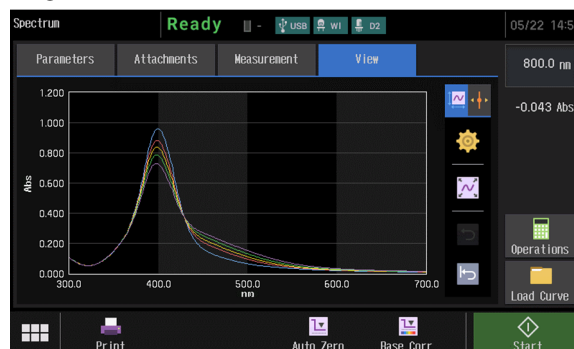 Spectrum
Ready
USB
WI
D2
05/22 14:5
Parameters
Attachments
Measurement
View
800.0 nm
-0.043 Abs
1.200
1.000
0.800
0.600
0.400
0.200
0.000
Abs
300.0
400.0
500.0
600.0
700.0
nm
Operations
Load Curve
Print
Auto Zero
Base Corr
Start